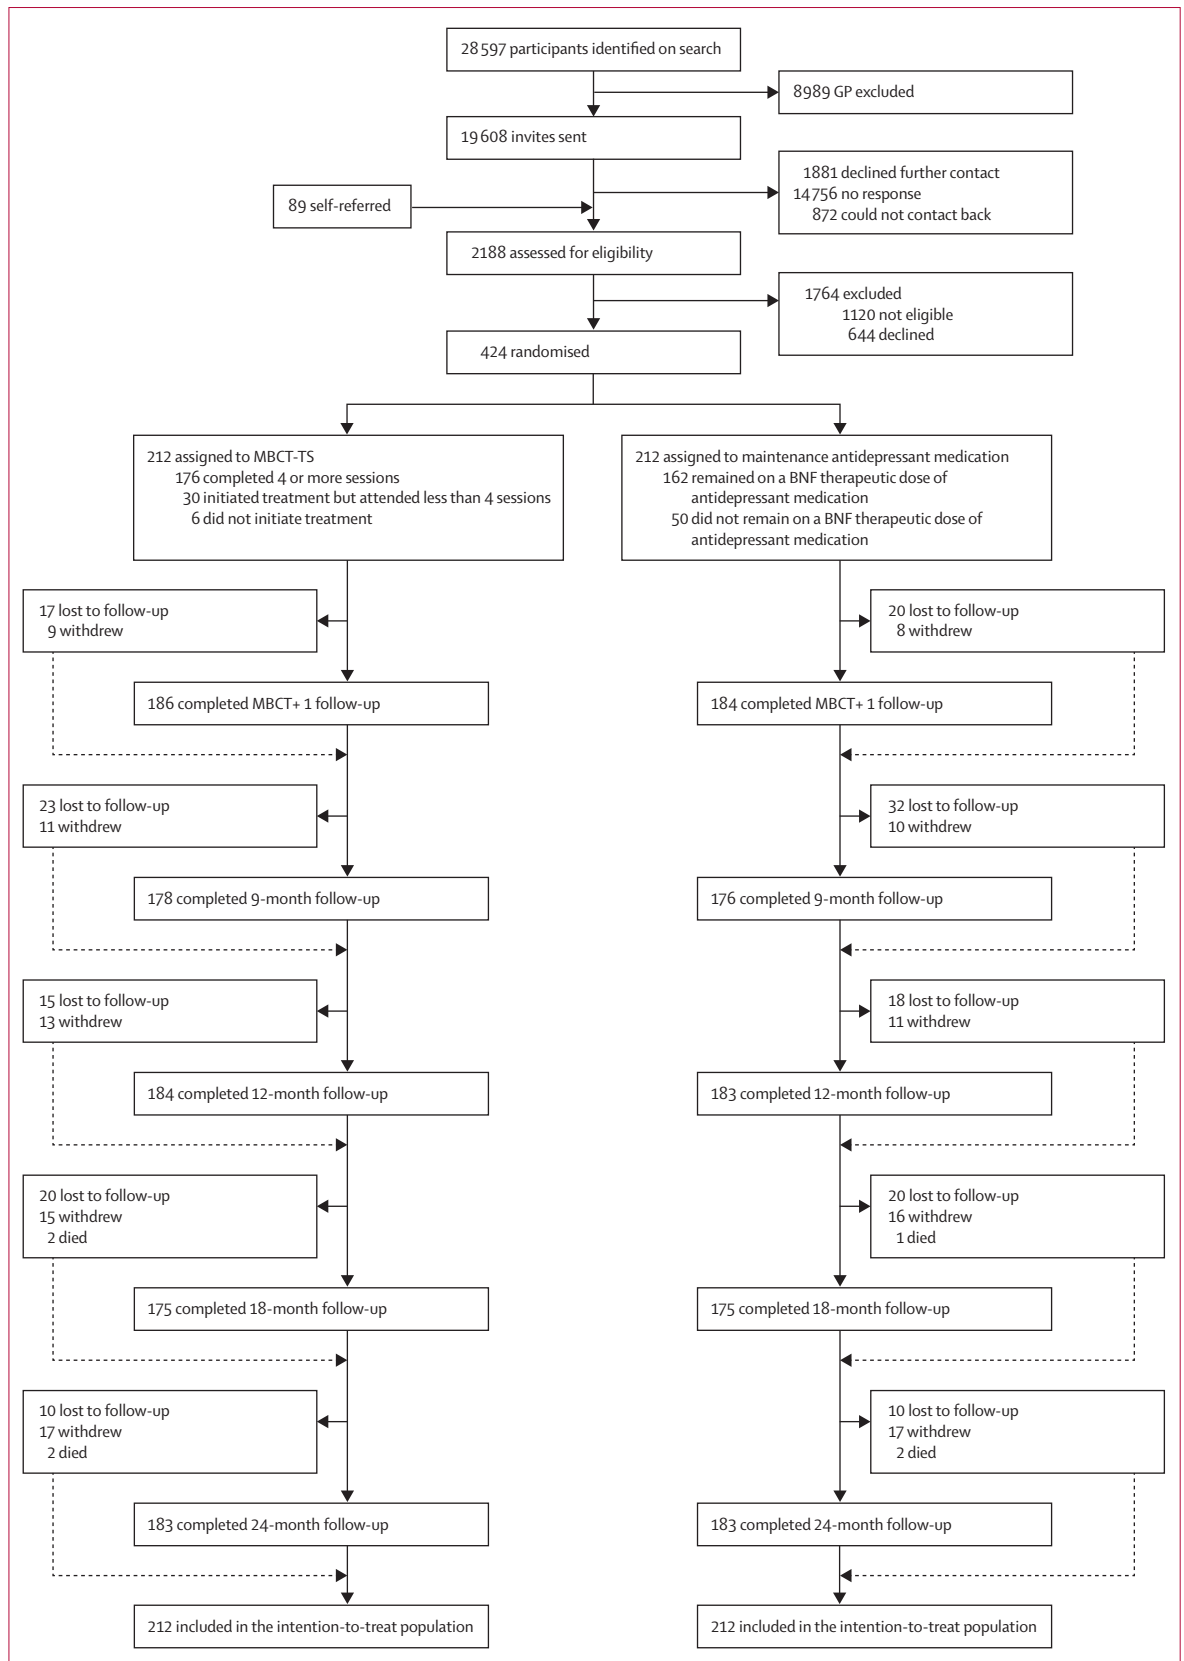 28 597 participants identified on search
8989 GP excluded
19 608 invites sent
1881 declined further contact
14 756 no response
872 could not contact back
89 self-referred
2188 assessed for eligibility
1764 excluded
1120 not eligible
644 declined
424 randomised
212 assigned to MBCT-TS
176 completed 4 or more sessions
30 initiated treatment but attended less than 4 sessions
6 did not initiate treatment
212 assigned to maintenance antidepressant medication
162 remained on a BNF therapeutic dose of
antidepressant medication
50 did not remain on a BNF therapeutic dose of
antidepressant medication
17 lost to follow-up
9 withdrew
20 lost to follow-up
8 withdrew
186 completed MBCT+ 1 follow-up
184 completed MBCT+ 1 follow-up
23 lost to follow-up
11 withdrew
32 lost to follow-up
10 withdrew
178 completed 9-month follow-up
176 completed 9-month follow-up
15 lost to follow-up
13 withdrew
18 lost to follow-up
11 withdrew
184 completed 12-month follow-up
183 completed 12-month follow-up
20 lost to follow-up
15 withdrew
2 died
20 lost to follow-up
16 withdrew
1 died
175 completed 18-month follow-up
175 completed 18-month follow-up
10 lost to follow-up
17 withdrew
2 died
10 lost to follow-up
17 withdrew
2 died
183 completed 24-month follow-up
183 completed 24-month follow-up
212 included in the intention-to-treat population
212 included in the intention-to-treat population